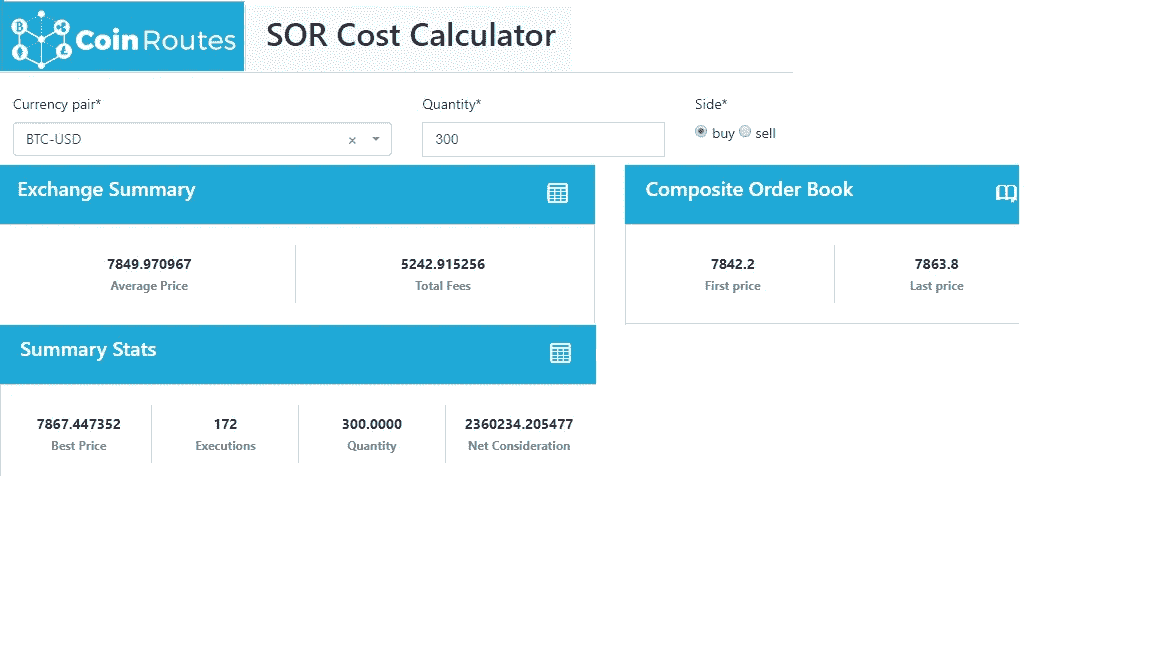 CoinRoutes SOR Cost Calculator
Currency pair* Quantity* Side*
BTC-USD × 300 buy sell
Exchange Summary Composite Order Book
7849.970967 5242.915256 7842.2 7863.8
Average Price Total Fees First price Last price
Summary Stats
7867.447352 172 300.0000 2360234.205477
Best Price Executions Quantity Net Consideration